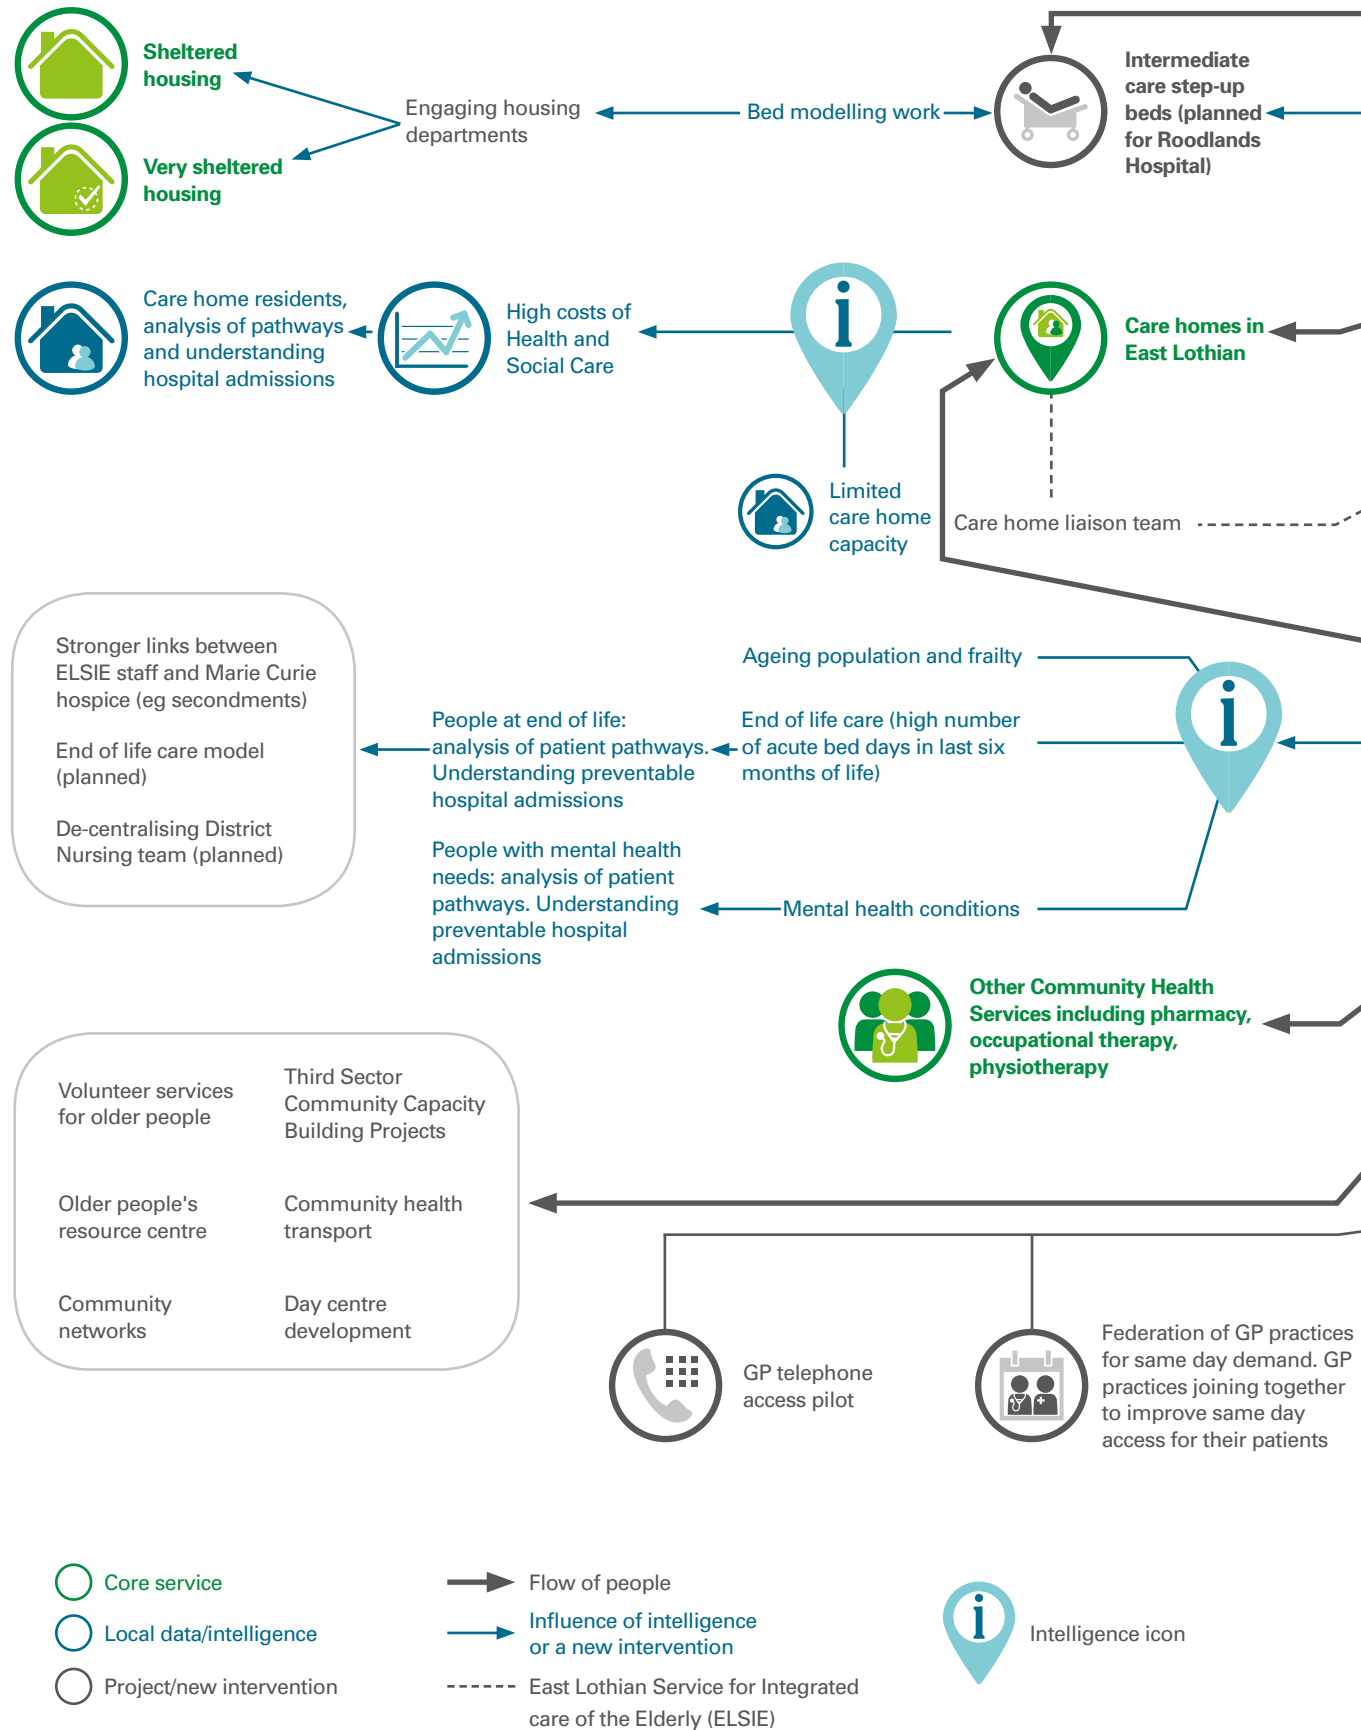 Sheltered
housing
Engaging housing
departments
Bed modelling work
Intermediate
care step-up
beds (planned
for Roodlands
Hospital)
Very sheltered
housing
Care home residents,
analysis of pathways
and understanding
hospital admissions
High costs of
Health and
Social Care
i
Care homes in
East Lothian
Limited
care home
capacity
Care home liaison team
Stronger links between
ELSIE staff and Marie Curie
hospice (eg secondments)
End of life care model
(planned)
De-centralising District
Nursing team (planned)
People at end of life:
analysis of patient pathways.
Understanding preventable
hospital admissions
Ageing population and frailty
End of life care (high number
of acute bed days in last six
months of life)
i
People with mental health
needs: analysis of patient
pathways. Understanding
preventable hospital
admissions
Mental health conditions
Other Community Health
Services including pharmacy,
occupational therapy,
physiotherapy
Volunteer services
for older people
Third Sector
Community Capacity
Building Projects
Older people's
resource centre
Community health
transport
Community
networks
Day centre
development
GP telephone
access pilot
Federation of GP practices
for same day demand. GP
practices joining together
to improve same day
access for their patients
Core service
Local data/intelligence
Project/new intervention
Flow of people
Influence of intelligence
or a new intervention
East Lothian Service for Integrated
care of the Elderly (ELSIE)
i
Intelligence icon